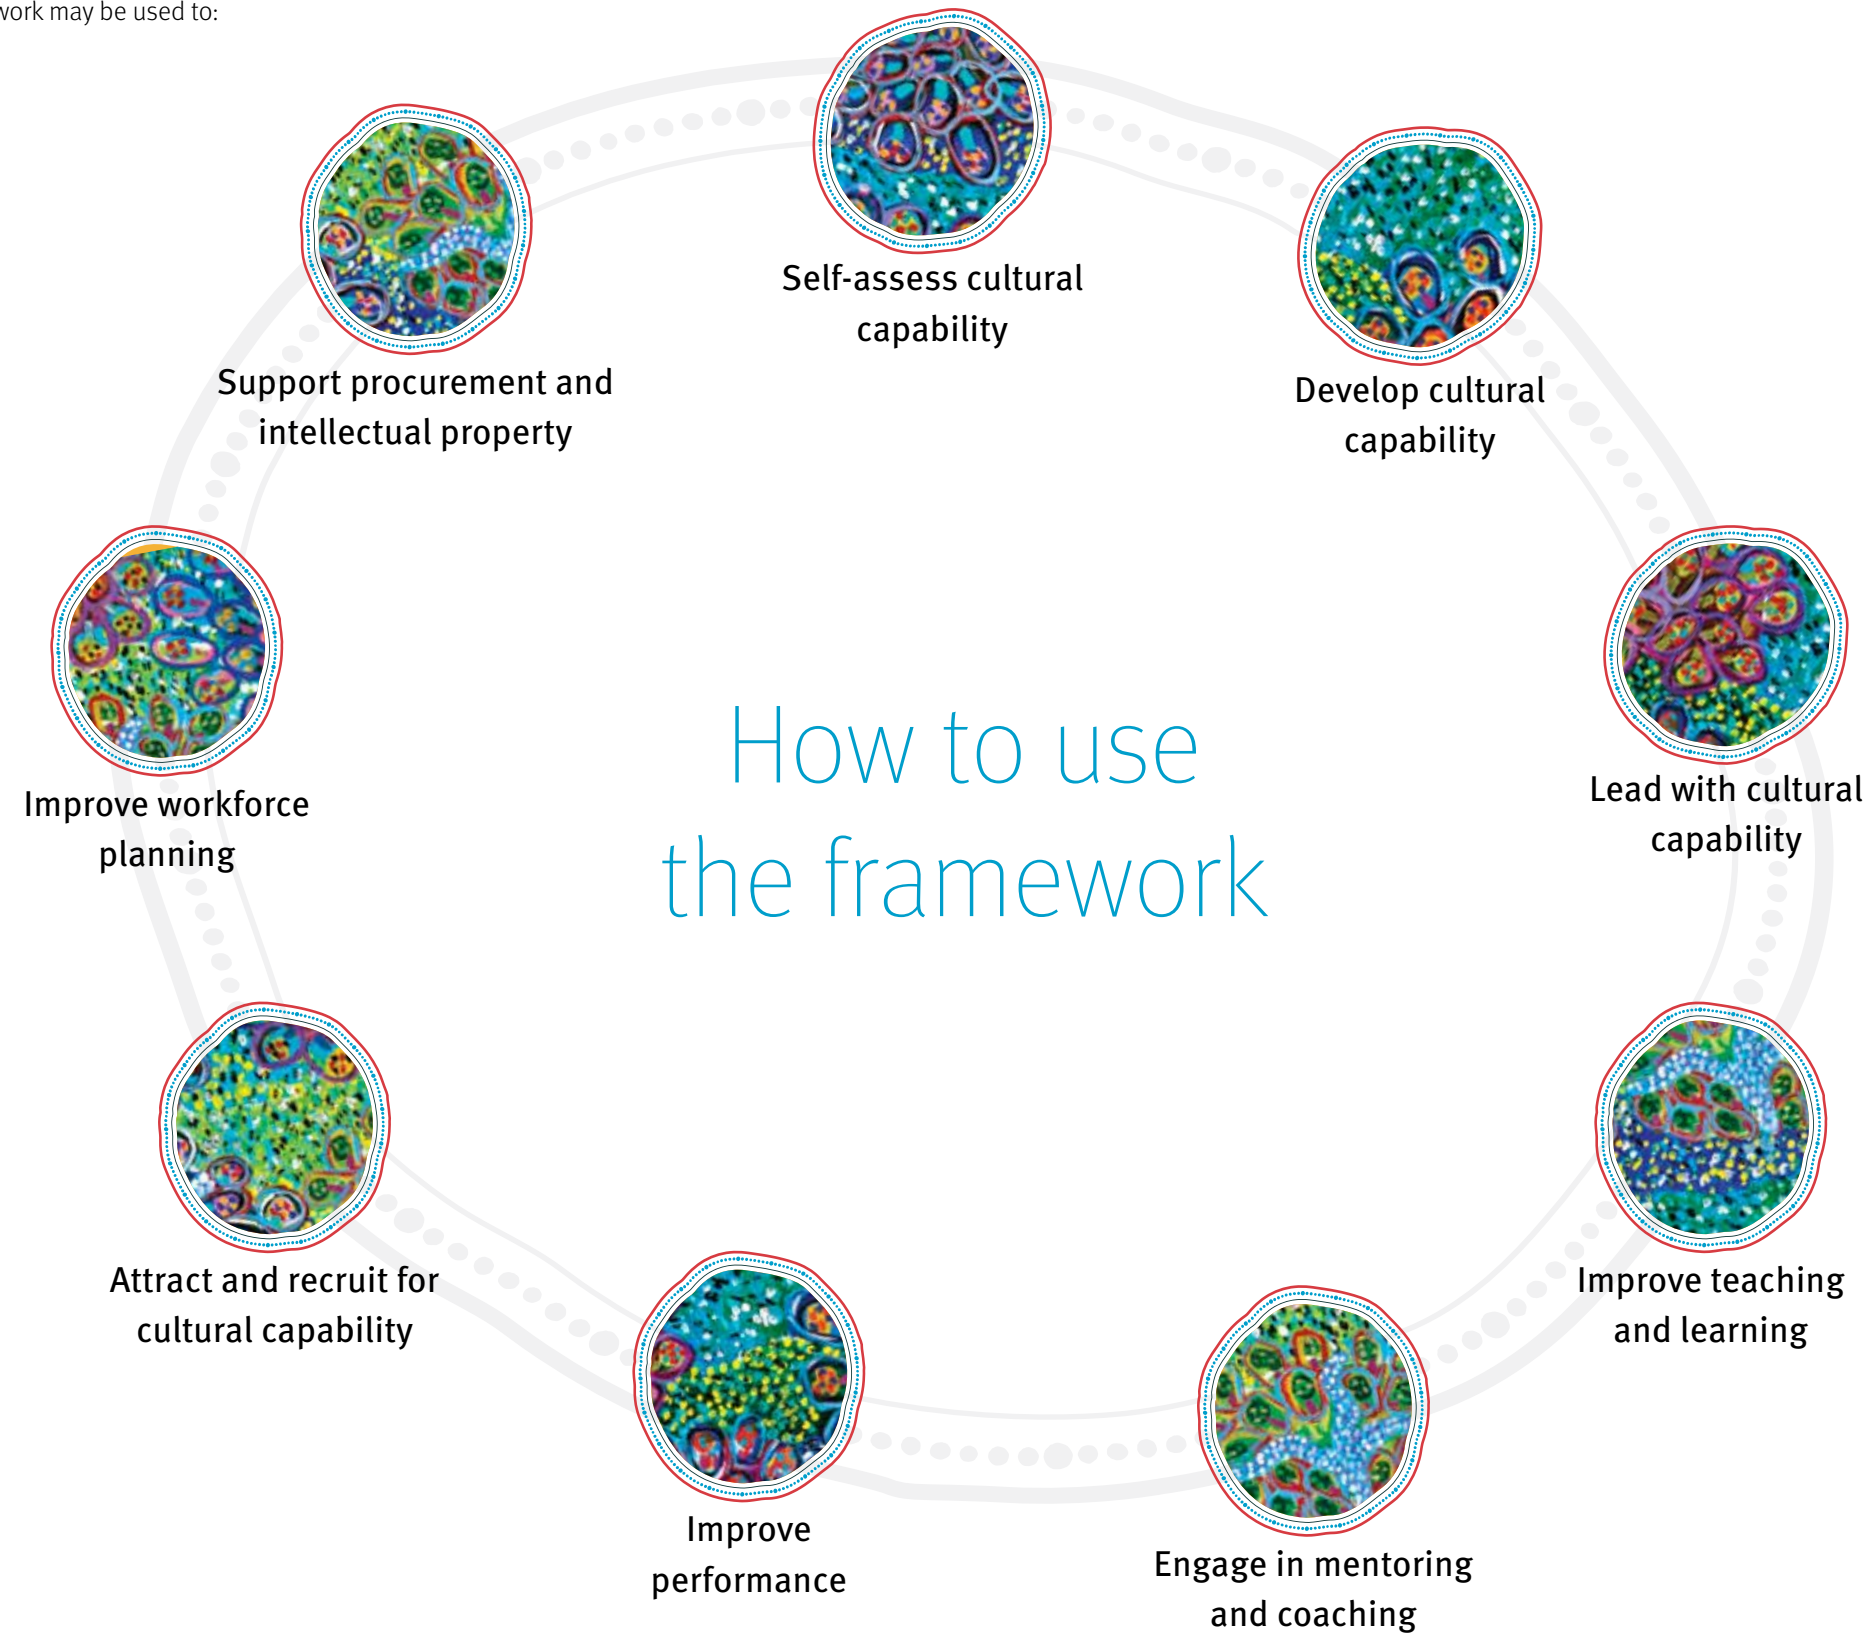 work may be used to:
Self-assess cultural
capability
Develop cultural
capability
Lead with cultural
capability
Improve teaching
and learning
Engage in mentoring
and coaching
Improve
performance
Attract and recruit for
cultural capability
Improve workforce
planning
Support procurement and
intellectual property
How to use
the framework